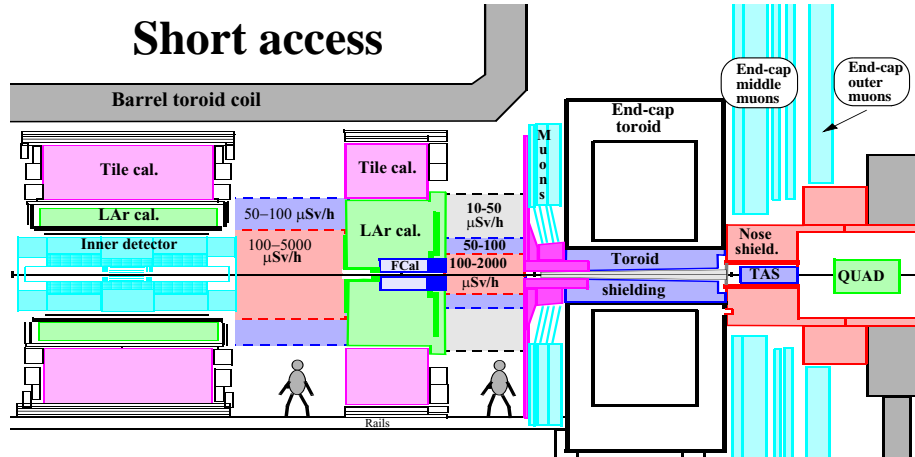 Short access
Barrel toroid coil
End-cap
middle
muons
End-cap
outer
muons
End-cap
toroid
Muons
Tile cal.
Tile cal.
LAr cal.
50–100 μSv/h
10-50
μSv/h
LAr cal.
Inner detector
100–5000
μSv/h
50-100
100-2000
μSv/h
FCal
Toroid
shielding
Nose
shield.
TAS
QUAD
Rails